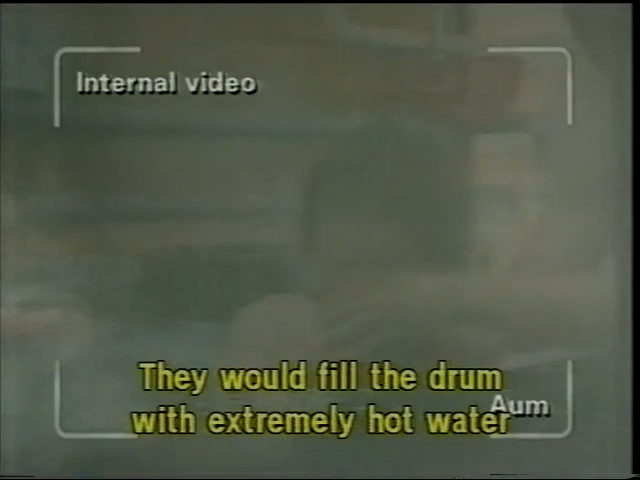 Internal video
They would fill the drum
with extremely hot water
Aum